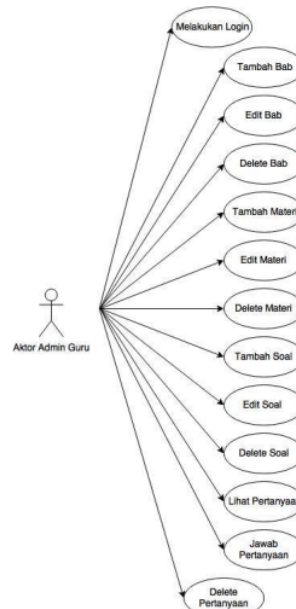 Melakukan Login
Tambah Bab
Edit Bab
Delete Bab
Tambah Materi
Edit Materi
Delete Materi
Aktor Admin Guru
Tambah Soal
Edit Soal
Delete Soal
Lihat Pertanyaa
Jawab
Pertanyaan
Delete
Pertanyaan